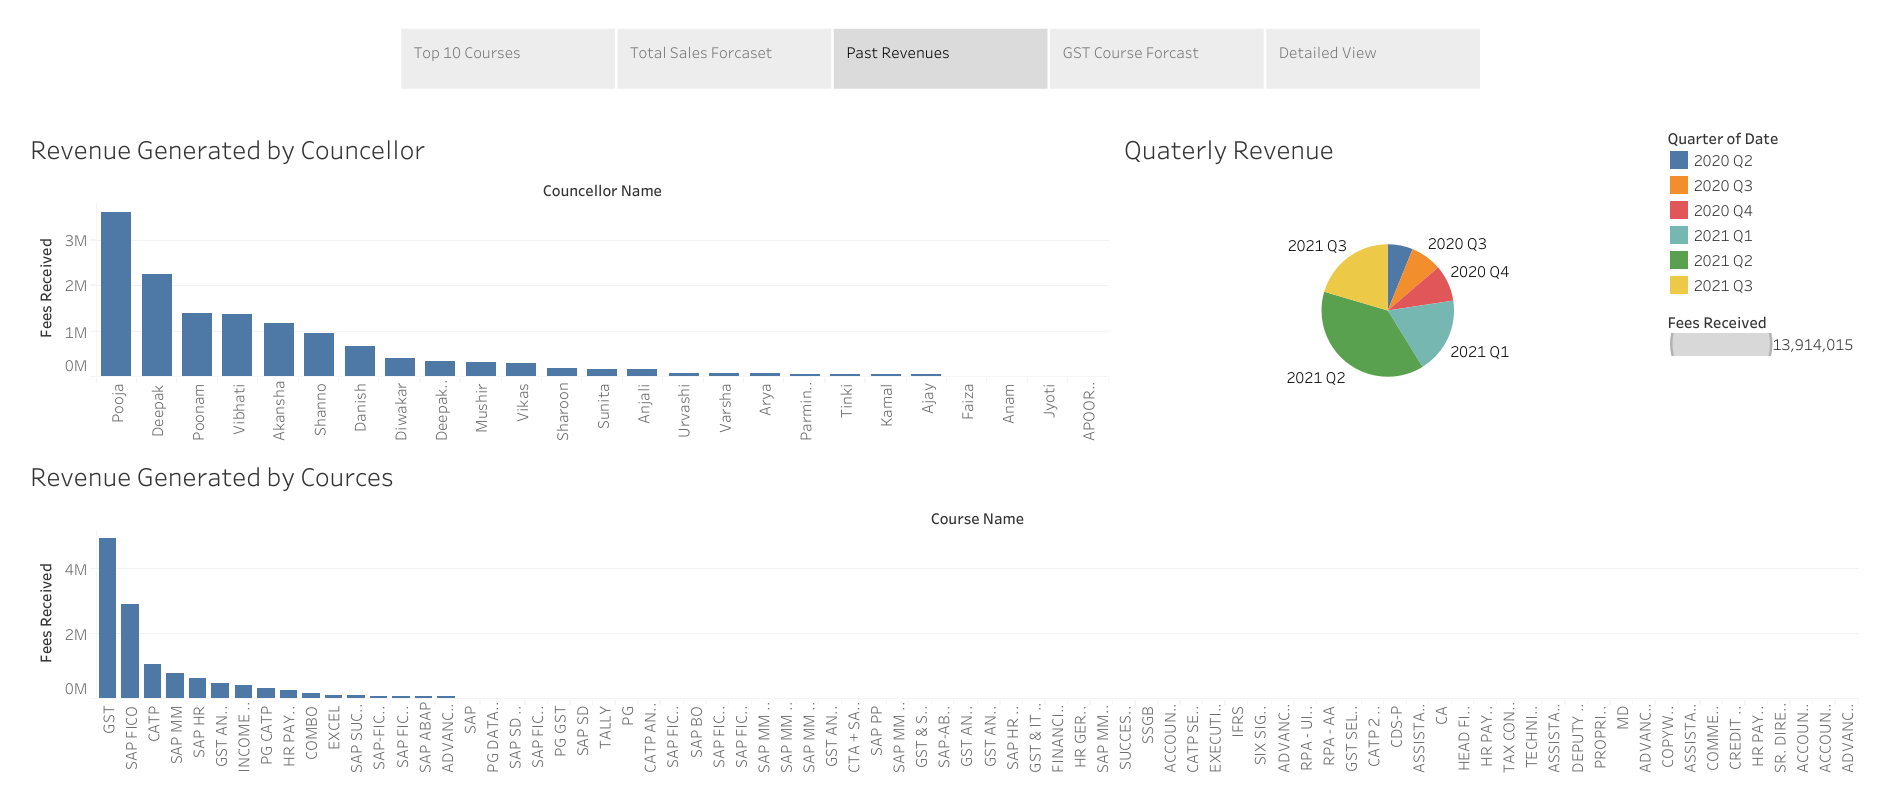 Top 10 Courses
Total Sales Forcaset
Past Revenues
GST Course Forcast
Detailed View
Revenue Generated by Councellor
Councellor Name
Fees Received
3M
2M
1M
0M
Pooja
Deepak
Poonam
Vibhati
Akansha
Shanno
Danish
Diwakar
Deepak..
Mushir
Vikas
Sharoon
Sunita
Anjali
Urvashi
Varsha
Arya
Parmin..
Tinki
Kamal
Ajay
Faiza
Anam
Jyoti
APOOR..
Quaterly Revenue
2021 Q3
2020 Q3
2020 Q4
2021 Q1
2021 Q2
Quarter of Date
2020 Q2
2020 Q3
2020 Q4
2021 Q1
2021 Q2
2021 Q3
Fees Received
13,914,015
Revenue Generated by Cources
Course Name
Fees Received
4M
2M
0M
GST
SAP FICO
CATP
SAP MM
SAP HR
GST AN..
INCOME ..
PG CATP
HR PAY..
COMBO
EXCEL
SAP SUC..
SAP-FIC..
SAP FIC..
SAP ABAP
ADVANC..
SAP
PG DATA..
SAP SD ..
SAP FIC..
PG GST
SAP SD
TALLY
PG
CATP AN..
SAP FIC..
SAP BO
SAP FIC..
SAP FIC..
SAP MM ..
SAP MM ..
SAP MM ..
GST AN..
CTA + SA..
SAP PP
SAP MM ..
GST & S..
SAP-AB..
GST AN..
GST AN..
SAP HR ..
GST & IT ..
FINANCI..
HR GER..
SAP MM..
SUCCES..
SSGB
ACCOUN..
CATP SE..
EXECUTI..
IFRS
SIX SIG..
ADVANC..
RPA - UI..
RPA - AA
GST SEL..
CATP 2 ..
CDS-P
ASSISTA..
CA
HEAD FI..
HR PAY..
TAX CON..
TECHNI..
ASSISTA..
DEPUTY ..
PROPRI..
MD
ADVANC..
COPYW..
ASSISTA..
COMME..
CREDIT ..
HR PAY..
SR. DIRE..
ACCOUN..
ACCOUN..
ADVANC..